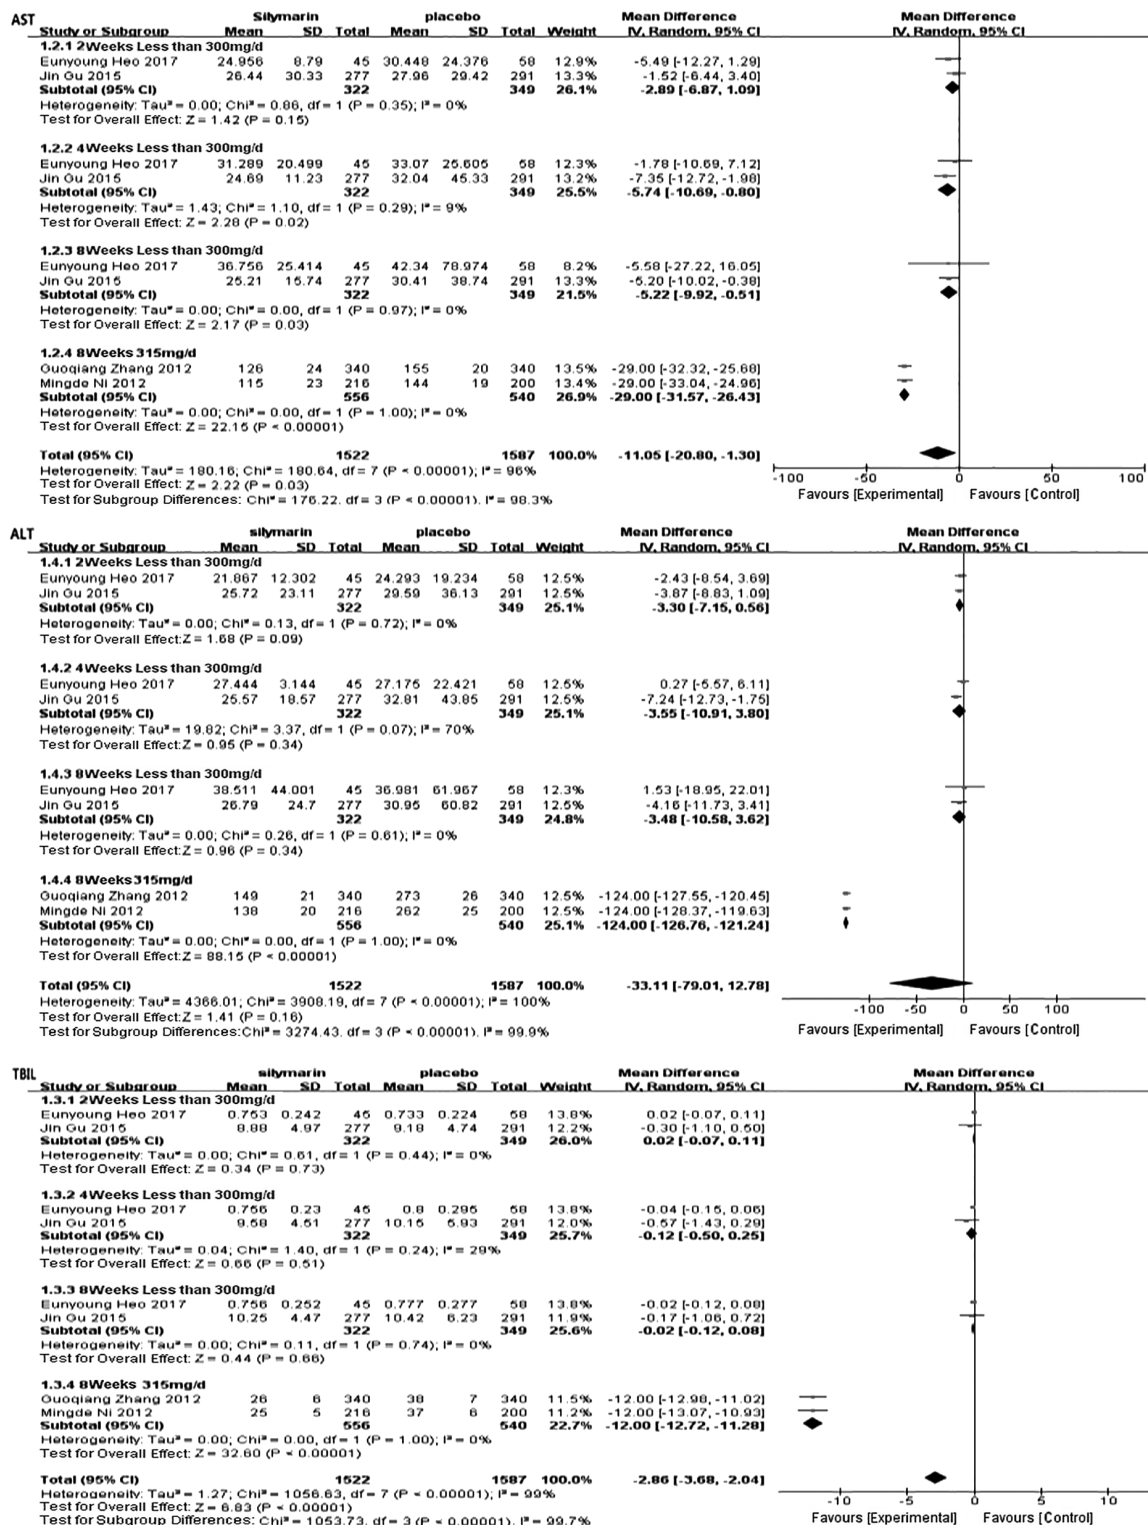 AST
Silymarin placebo Mean Difference Mean Difference
Study or Subgroup Mean SD Total Mean SD Total Weight IV, Random, 95% CI IV, Random, 95% CI
1.2.1 2Weeks Less than 300mg/d
Eunyoung Heo 2017 24.956 8.79 45 30.448 24.376 58 12.9% -5.49 [-12.27, 1.29]
Jin Gu 2015 26.44 30.33 277 27.96 29.42 291 13.3% -1.52 [-6.44, 3.40]
Subtotal (95% CI) 322 349 26.1% -2.89 [-6.87, 1.09]
Heterogeneity: Tau² = 0.00; Chi² = 0.86, df = 1 (P = 0.35); I² = 0%
Test for Overall Effect: Z = 1.42 (P = 0.15)
1.2.2 4Weeks Less than 300mg/d
Eunyoung Heo 2017 31.289 20.499 45 33.07 25.605 58 12.3% -1.78 [-10.69, 7.12]
Jin Gu 2015 24.69 11.23 277 32.04 45.33 291 13.2% -7.35 [-12.72, -1.98]
Subtotal (95% CI) 322 349 25.5% -5.74 [-10.69, -0.80]
Heterogeneity: Tau² = 1.43; Chi² = 1.10, df = 1 (P = 0.29); I² = 9%
Test for Overall Effect: Z = 2.28 (P = 0.02)
1.2.3 8Weeks Less than 300mg/d
Eunyoung Heo 2017 36.756 25.414 45 42.34 78.974 58 8.2% -5.58 [-27.22, 16.05]
Jin Gu 2015 25.21 15.74 277 30.41 38.74 291 13.3% -5.20 [-10.02, -0.38]
Subtotal (95% CI) 322 349 21.5% -5.22 [-9.92, -0.51]
Heterogeneity: Tau² = 0.00; Chi² = 0.00, df = 1 (P = 0.97); I² = 0%
Test for Overall Effect: Z = 2.17 (P = 0.03)
1.2.4 8Weeks 315mg/d
Guoqiang Zhang 2012 126 24 340 155 20 340 13.5% -29.00 [-32.32, -25.68]
Mingde Ni 2012 115 23 216 144 19 200 13.4% -29.00 [-33.04, -24.96]
Subtotal (95% CI) 556 540 26.9% -29.00 [-31.57, -26.43]
Heterogeneity: Tau² = 0.00; Chi² = 0.00, df = 1 (P = 1.00); I² = 0%
Test for Overall Effect: Z = 22.15 (P < 0.00001)
Total (95% CI) 1522 1587 100.0% -11.05 [-20.80, -1.30]
Heterogeneity: Tau² = 180.16; Chi² = 180.64, df = 7 (P < 0.00001); I² = 96%
Test for Overall Effect: Z = 2.22 (P = 0.03)
Test for Subgroup Differences: Chi² = 176.22. df = 3 (P < 0.00001). I² = 98.3%
-100 -50 0 50 100
Favours [Experimental] Favours [Control]
ALT
silymarin placebo Mean Difference Mean Difference
Study or Subgroup Mean SD Total Mean SD Total Weight IV, Random, 95% CI IV, Random, 95% CI
1.4.1 2Weeks Less than 300mg/d
Eunyoung Heo 2017 21.867 12.302 45 24.293 19.234 58 12.5% -2.43 [-8.54, 3.69]
Jin Gu 2015 25.72 23.11 277 29.59 36.13 291 12.5% -3.87 [-8.83, 1.09]
Subtotal (95% CI) 322 349 25.1% -3.30 [-7.15, 0.56]
Heterogeneity: Tau² = 0.00; Chi² = 0.13, df = 1 (P = 0.72); I² = 0%
Test for Overall Effect:Z = 1.68 (P = 0.09)
1.4.2 4Weeks Less than 300mg/d
Eunyoung Heo 2017 27.444 3.144 45 27.175 22.421 58 12.5% 0.27 [-5.57, 6.11]
Jin Gu 2015 25.57 18.57 277 32.81 43.85 291 12.5% -7.24 [-12.73, -1.75]
Subtotal (95% CI) 322 349 25.1% -3.55 [-10.91, 3.80]
Heterogeneity: Tau² = 19.82; Chi² = 3.37, df = 1 (P = 0.07); I² = 70%
Test for Overall Effect:Z = 0.95 (P = 0.34)
1.4.3 8Weeks Less than 300mg/d
Eunyoung Heo 2017 38.511 44.001 45 36.981 61.967 58 12.3% 1.53 [-18.95, 22.01]
Jin Gu 2015 26.79 24.7 277 30.95 60.82 291 12.5% -4.16 [-11.73, 3.41]
Subtotal (95% CI) 322 349 24.8% -3.48 [-10.58, 3.62]
Heterogeneity: Tau² = 0.00; Chi² = 0.26, df = 1 (P = 0.61); I² = 0%
Test for Overall Effect:Z = 0.96 (P = 0.34)
1.4.4 8Weeks315mg/d
Guoqiang Zhang 2012 149 21 340 273 26 340 12.5% -124.00 [-127.55, -120.45]
Mingde Ni 2012 138 20 216 262 25 200 12.5% -124.00 [-128.37, -119.63]
Subtotal (95% CI) 556 540 25.1% -124.00 [-126.76, -121.24]
Heterogeneity: Tau² = 0.00; Chi² = 0.00, df = 1 (P = 1.00); I² = 0%
Test for Overall Effect:Z = 88.15 (P < 0.00001)
Total (95% CI) 1522 1587 100.0% -33.11 [-79.01, 12.78]
Heterogeneity: Tau² = 4366.01; Chi² = 3908.19, df = 7 (P < 0.00001); I² = 100%
Test for Overall Effect: Z = 1.41 (P = 0.16)
Test for Subgroup Differences:Chi² = 3274.43. df = 3 (P < 0.00001). I² = 99.9%
-100 -50 0 50 100
Favours [Experimental] Favours [Control]
TBIL
silymarin placebo Mean Difference Mean Difference
Study or Subgroup Mean SD Total Mean SD Total Weight IV, Random, 95% CI IV, Random, 95% CI
1.3.1 2Weeks Less than 300mg/d
Eunyoung Heo 2017 0.753 0.242 45 0.733 0.224 58 13.8% 0.02 [-0.07, 0.11]
Jin Gu 2015 8.88 4.97 277 9.18 4.74 291 12.2% -0.30 [-1.10, 0.50]
Subtotal (95% CI) 322 349 26.0% 0.02 [-0.07, 0.11]
Heterogeneity: Tau² = 0.00; Chi² = 0.61, df = 1 (P = 0.44); I² = 0%
Test for Overall Effect: Z = 0.34 (P = 0.73)
1.3.2 4Weeks Less than 300mg/d
Eunyoung Heo 2017 0.756 0.23 45 0.8 0.295 58 13.8% -0.04 [-0.15, 0.06]
Jin Gu 2015 9.58 4.51 277 10.15 5.93 291 12.0% -0.57 [-1.43, 0.29]
Subtotal (95% CI) 322 349 25.7% -0.12 [-0.50, 0.25]
Heterogeneity: Tau² = 0.04; Chi² = 1.40, df = 1 (P = 0.24); I² = 29%
Test for Overall Effect: Z = 0.66 (P = 0.51)
1.3.3 8Weeks Less than 300mg/d
Eunyoung Heo 2017 0.756 0.252 45 0.777 0.277 58 13.8% -0.02 [-0.12, 0.08]
Jin Gu 2015 10.25 4.47 277 10.42 6.23 291 11.9% -0.17 [-1.06, 0.72]
Subtotal (95% CI) 322 349 25.6% -0.02 [-0.12, 0.08]
Heterogeneity: Tau² = 0.00; Chi² = 0.11, df = 1 (P = 0.74); I² = 0%
Test for Overall Effect: Z = 0.44 (P = 0.66)
1.3.4 8Weeks 315mg/d
Guoqiang Zhang 2012 26 6 340 38 7 340 11.5% -12.00 [-12.98, -11.02]
Mingde Ni 2012 25 5 216 37 6 200 11.2% -12.00 [-13.07, -10.93]
Subtotal (95% CI) 556 540 22.7% -12.00 [-12.72, -11.28]
Heterogeneity: Tau² = 0.00; Chi² = 0.00, df = 1 (P = 1.00); I² = 0%
Test for Overall Effect: Z = 32.60 (P < 0.00001)
Total (95% CI) 1522 1587 100.0% -2.86 [-3.68, -2.04]
Heterogeneity: Tau² = 1.27; Chi² = 1056.63, df = 7 (P < 0.00001); I² = 99%
Test for Overall Effect: Z = 6.83 (P < 0.00001)
Test for Subgroup Differences: Chi² = 1053.73. df = 3 (P < 0.00001). I² = 99.7%
-10 -5 0 5 10
Favours [Experimental] Favours [Control]